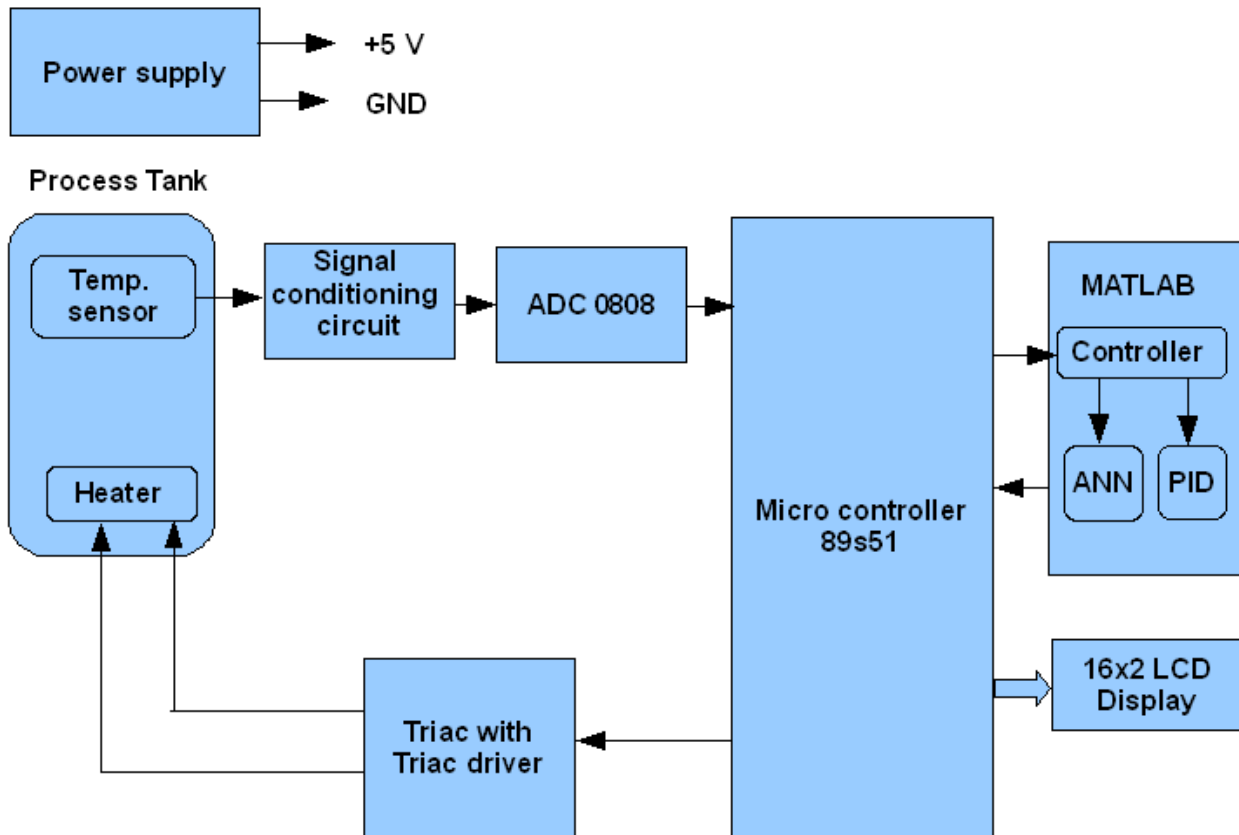 Power supply
+5 V
GND
Process Tank
Temp.
sensor
Signal
conditioning
circuit
ADC 0808
Micro controller
89s51
MATLAB
Controller
ANN
PID
Heater
Triac with
Triac driver
16x2 LCD
Display